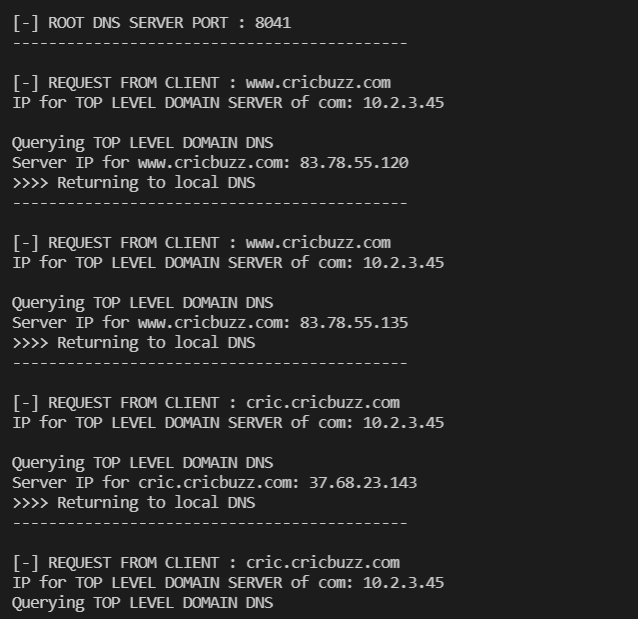 [-] ROOT DNS SERVER PORT : 8041
--------------------------------------------
[-] REQUEST FROM CLIENT : www.cricbuzz.com
IP for TOP LEVEL DOMAIN SERVER of com: 10.2.3.45
Querying TOP LEVEL DOMAIN DNS
Server IP for www.cricbuzz.com: 83.78.55.120
>>>> Returning to local DNS
--------------------------------------------
[-] REQUEST FROM CLIENT : www.cricbuzz.com
IP for TOP LEVEL DOMAIN SERVER of com: 10.2.3.45
Querying TOP LEVEL DOMAIN DNS
Server IP for www.cricbuzz.com: 83.78.55.135
>>>> Returning to local DNS
--------------------------------------------
[-] REQUEST FROM CLIENT : cric.cricbuzz.com
IP for TOP LEVEL DOMAIN SERVER of com: 10.2.3.45
Querying TOP LEVEL DOMAIN DNS
Server IP for cric.cricbuzz.com: 37.68.23.143
>>>> Returning to local DNS
--------------------------------------------
[-] REQUEST FROM CLIENT : cric.cricbuzz.com
IP for TOP LEVEL DOMAIN SERVER of com: 10.2.3.45
Querying TOP LEVEL DOMAIN DNS